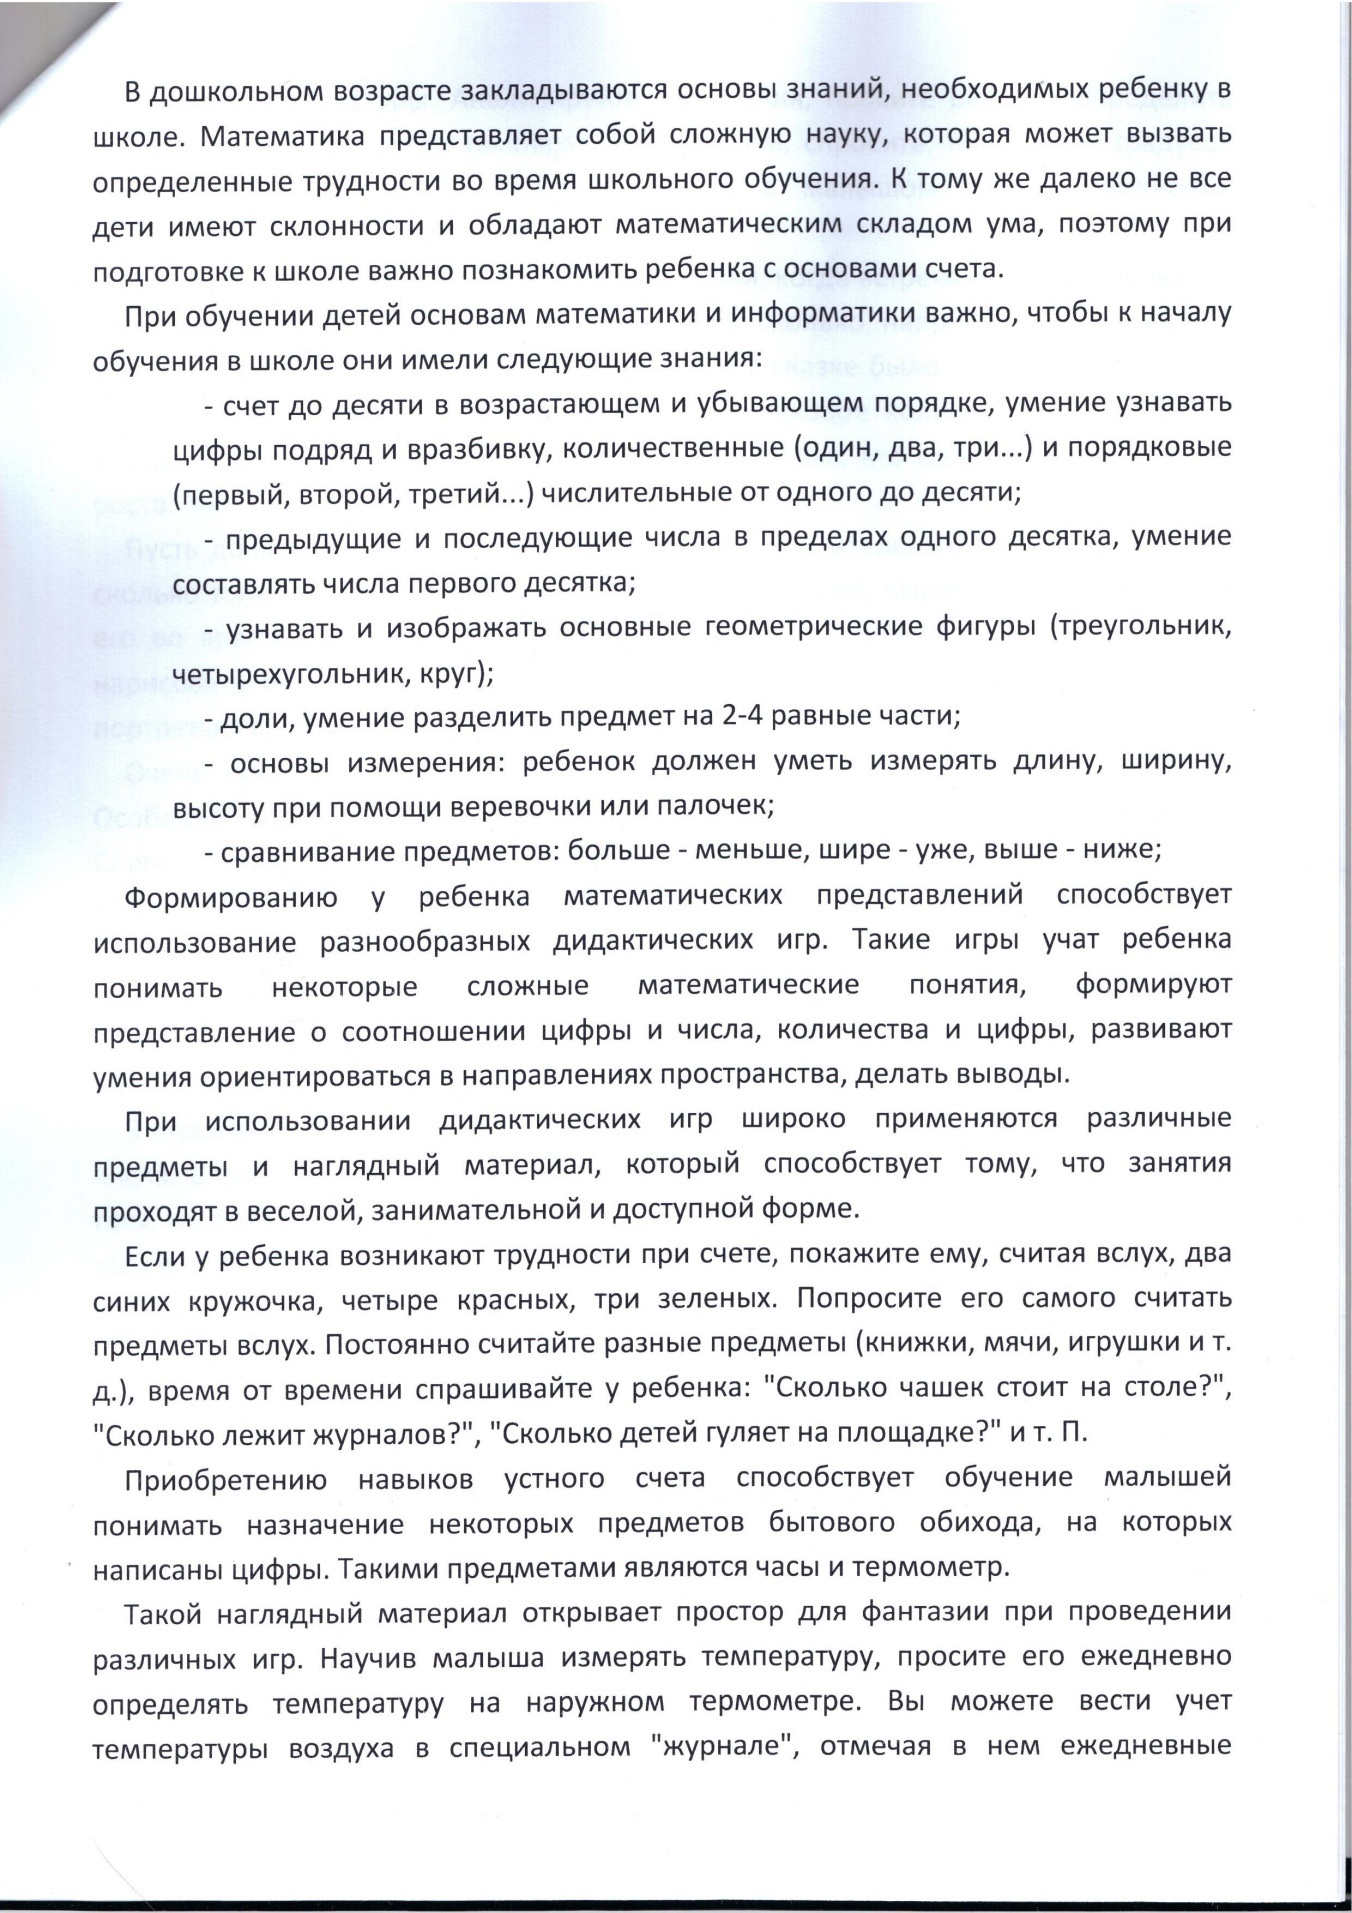 В дошкольном возрасте закладываются основы знаний, необходимых ребенку в
школе. Математика представляет собой сложную науку, которая может вызвать
определенные трудности во время школьного обучения. К тому же далеко не все
дети имеют склонности и обладают математическим складом ума, поэтому при
подготовке к школе важно познакомить ребенка с основами счета.
При обучении детей основам математики и информатики важно, чтобы к началу
обучения в школе они имели следующие знания:
- счет до десяти в возрастающем и убывающем порядке, умение узнавать
цифры подряд и вразбивку, количественные (один, два, три...) и порядковые
(первый, второй, третий...) числительные от одного до десяти;
- предыдущие и последующие числа в пределах одного десятка, умение
составлять числа первого десятка;
- узнавать и изображать основные геометрические фигуры (треугольник,
четырехугольник, круг);
- доли, умение разделить предмет на 2-4 равные части;
- основы измерения: ребенок должен уметь измерять длину, ширину,
высоту при помощи веревочки или палочек;
- сравнивание предметов: больше - меньше, шире - уже, выше - ниже;
Формированию у ребенка математических представлений способствует
использование разнообразных дидактических игр. Такие игры учат ребенка
понимать некоторые сложные математические понятия, формируют
представление о соотношении цифры и числа, количества и цифры, развивают
умения ориентироваться в направлениях пространства, делать выводы.
При использовании дидактических игр широко применяются различные
предметы и наглядный материал, который способствует тому, что занятия
проходят в веселой, занимательной и доступной форме.
Если у ребенка возникают трудности при счете, покажите ему, считая вслух, два
синих кружочка, четыре красных, три зеленых. Попросите его самого считать
предметы вслух. Постоянно считайте разные предметы (книжки, мячи, игрушки и т.
д.), время от времени спрашивайте у ребенка: "Сколько чашек стоит на столе?",
"Сколько лежит журналов?", "Сколько детей гуляет на площадке?" и т. П.
Приобретению навыков устного счета способствует обучение малышей
понимать назначение некоторых предметов бытового обихода, на которых
написаны цифры. Такими предметами являются часы и термометр.
Такой наглядный материал открывает простор для фантазии при проведении
различных игр. Научив малыша измерять температуру, просите его ежедневно
определять температуру на наружном термометре. Вы можете вести учет
температуры воздуха в специальном "журнале", отмечая в нем ежедневные